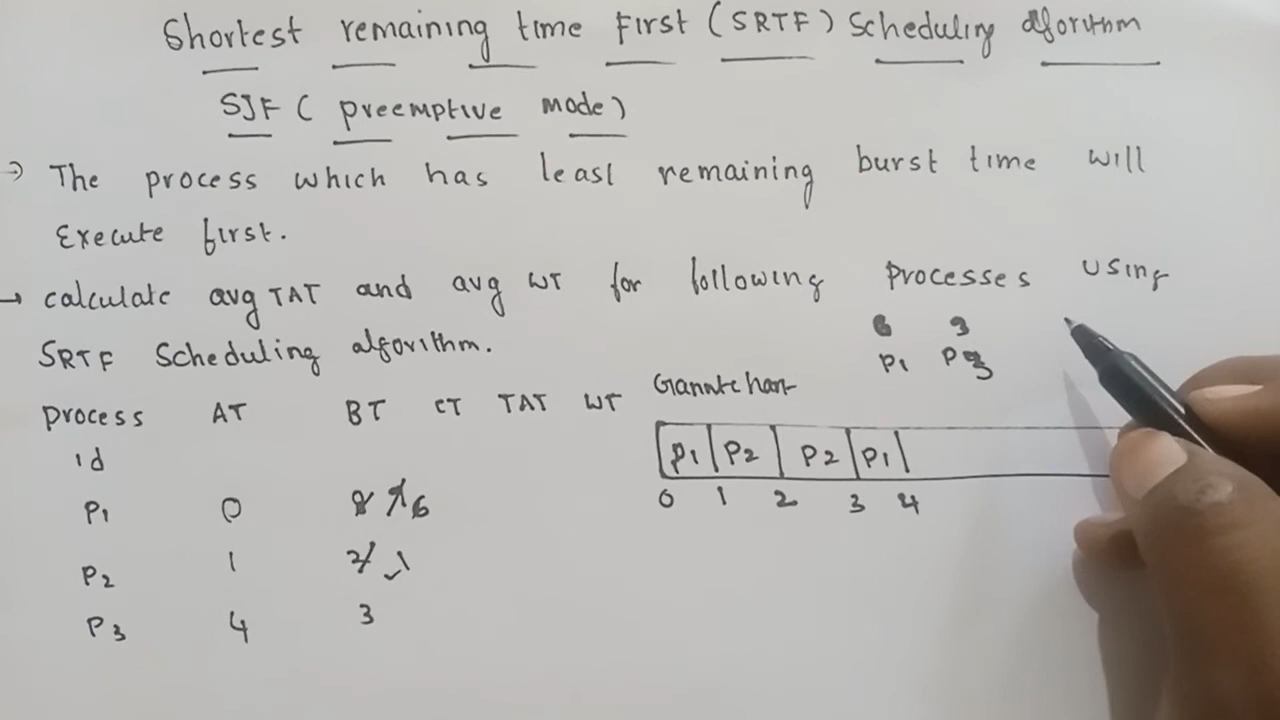 Shortest remaining time First (SRTF) Scheduling algorithm
SJF ( preemptive mode)
→ The process which has least remaining burst time will
Execute first.
→ calculate avg TAT and avg WT for following processes using
SRTF Scheduling algorithm.
6 3
P1 P3
process AT BT CT TAT WT Ganntchart
id
P1 P2 P2 P1
0 1 2 3 4
P1 0 8 7 6
P2 1 2 1
P3 4 3